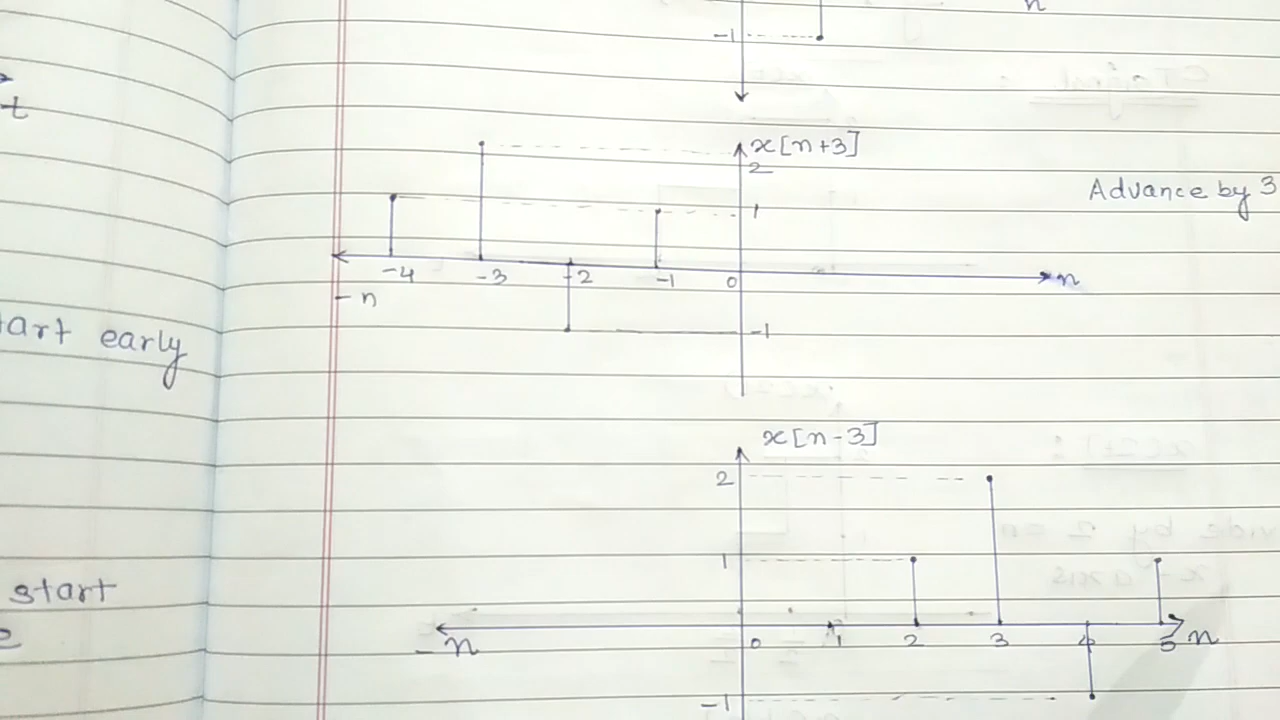 n
-1
t
x[n+3]
2
Advance by 3
1
-4 -3 -2 -1 0 n
-n
-1
art early
x[n-3]
2
1
start
-n 0 1 2 3 4 5 n
-1